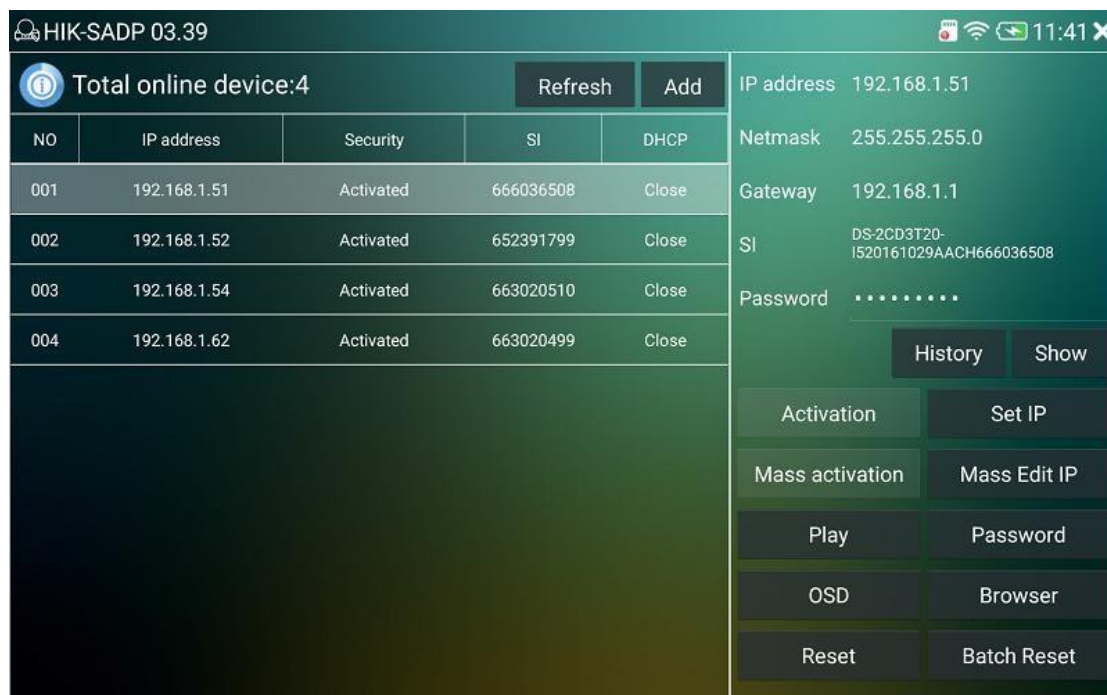 HIK-SADP 03.39 11:41
Total online device:4 Refresh Add
NO IP address Security SI DHCP
001 192.168.1.51 Activated 666036508 Close
002 192.168.1.52 Activated 652391799 Close
003 192.168.1.54 Activated 663020510 Close
004 192.168.1.62 Activated 663020499 Close
IP address 192.168.1.51
Netmask 255.255.255.0
Gateway 192.168.1.1
SI DS-2CD3T20-
I520161029AACH666036508
Password •••••••••
History Show
Activation Set IP
Mass activation Mass Edit IP
Play Password
OSD Browser
Reset Batch Reset